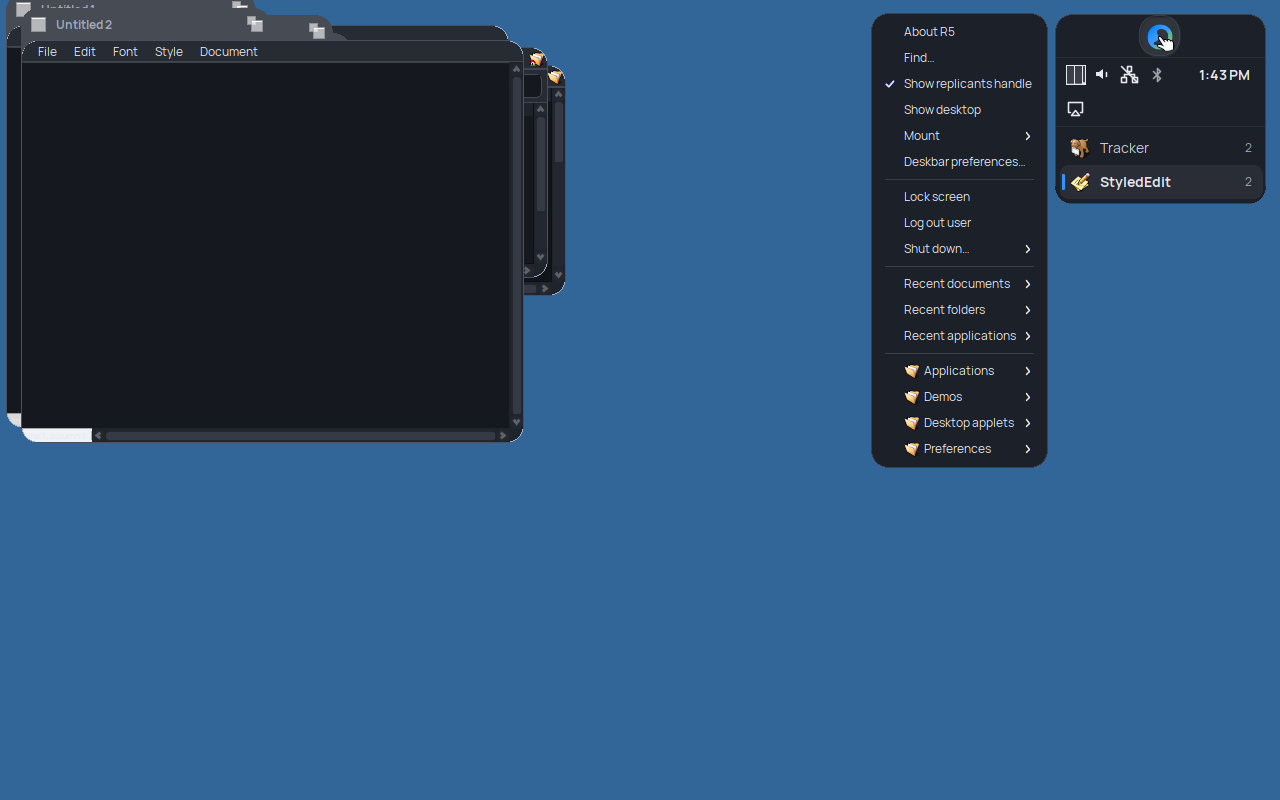 Untitled 1
Untitled 2
File Edit Font Style Document
About R5
Find...
Show replicants handle
Show desktop
Mount
Deskbar preferences...
Lock screen
Log out user
Shut down...
Recent documents
Recent folders
Recent applications
Applications
Demos
Desktop applets
Preferences
1:43 PM
Tracker 2
StyledEdit 2